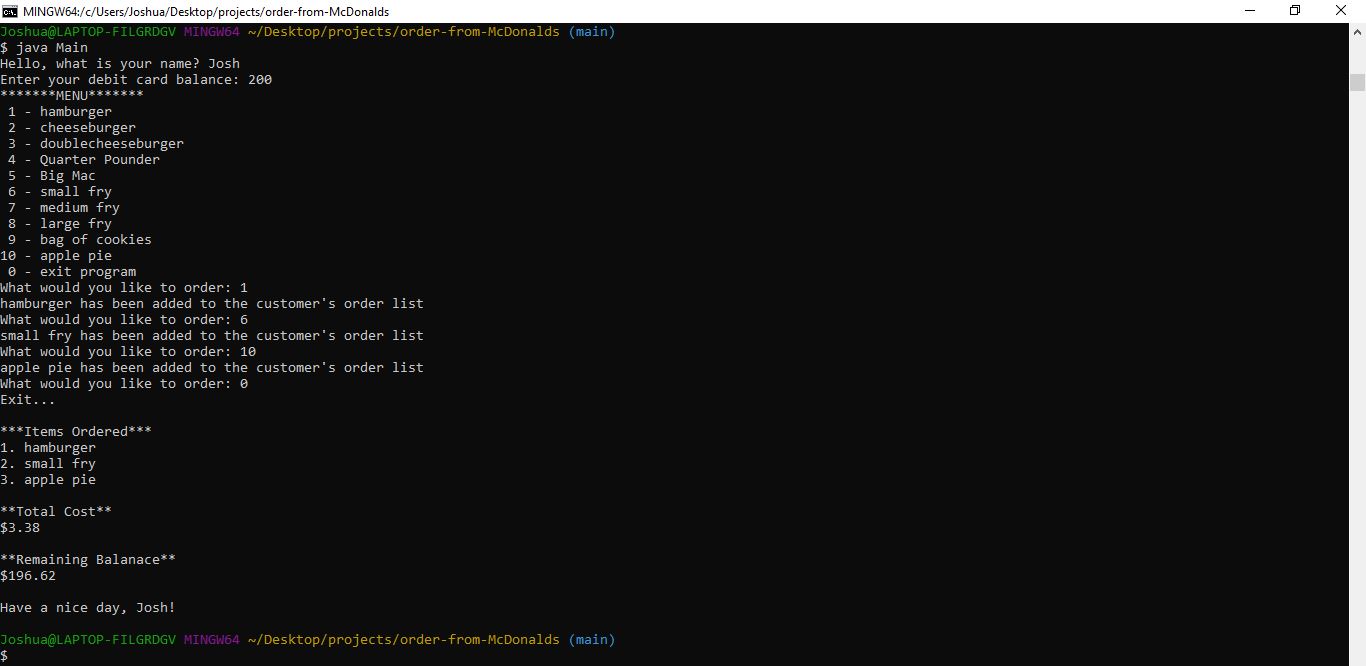 MINGW64:/c/Users/Joshua/Desktop/projects/order-from-McDonalds
Joshua@LAPTOP-FILGRDGV MINGW64 ~/Desktop/projects/order-from-McDonalds (main)
$ java Main
Hello, what is your name? Josh
Enter your debit card balance: 200
*******MENU*******
 1 - hamburger
 2 - cheeseburger
 3 - doublecheeseburger
 4 - Quarter Pounder
 5 - Big Mac
 6 - small fry
 7 - medium fry
 8 - large fry
 9 - bag of cookies
10 - apple pie
 0 - exit program
What would you like to order: 1
hamburger has been added to the customer's order list
What would you like to order: 6
small fry has been added to the customer's order list
What would you like to order: 10
apple pie has been added to the customer's order list
What would you like to order: 0
Exit...
***Items Ordered***
1. hamburger
2. small fry
3. apple pie
**Total Cost**
$3.38
**Remaining Balanace**
$196.62
Have a nice day, Josh!
Joshua@LAPTOP-FILGRDGV MINGW64 ~/Desktop/projects/order-from-McDonalds (main)
$